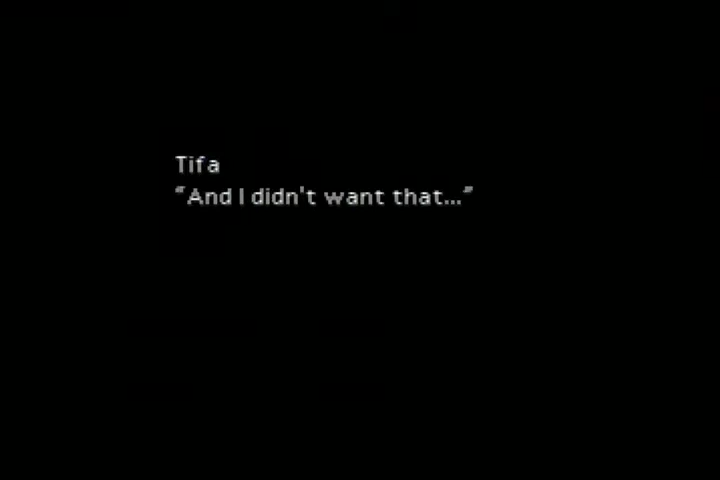 Tifa
“And I didn't want that...”